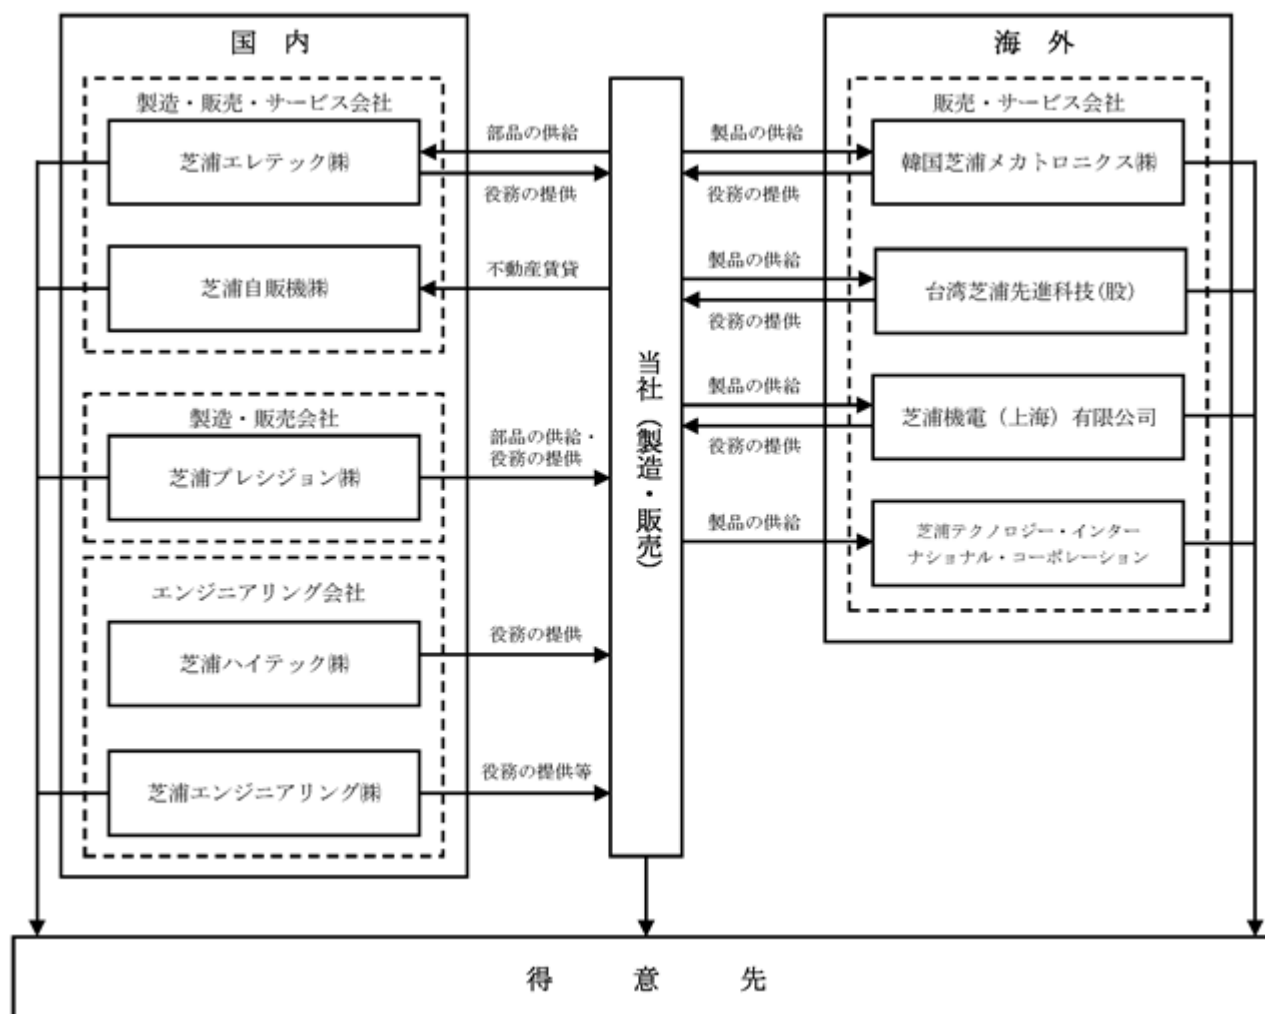 国 内
製造・販売・サービス会社
芝浦エレテック㈱
芝浦自販機㈱
製造・販売会社
芝浦プレシジョン㈱
エンジニアリング会社
芝浦ハイテック㈱
芝浦エンジニアリング㈱
部品の供給
役務の提供
不動産賃貸
部品の供給・
役務の提供
役務の提供
役務の提供等
当社（製造・販売）
製品の供給
役務の提供
製品の供給
役務の提供
製品の供給
役務の提供
製品の供給
海 外
販売・サービス会社
韓国芝浦メカトロニクス㈱
台湾芝浦先進科技(股)
芝浦機電（上海）有限公司
芝浦テクノロジー・インター
ナショナル・コーポレーション
得 意 先